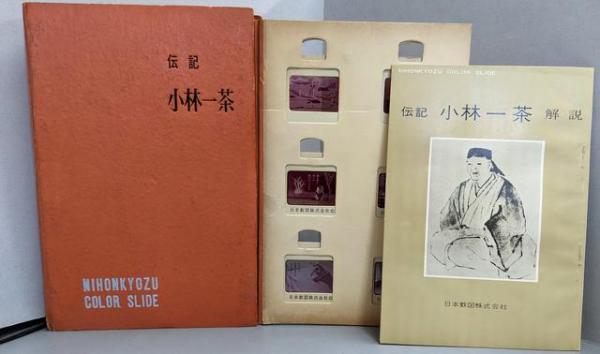 伝記
小林一茶
NIHONKYOZU
COLOR SLIDE
日本教図株式会社
日本教図株式会社
NIHONKYOZU COLOR SLIDE
伝記 小林一茶 解説
日本教図株式会社